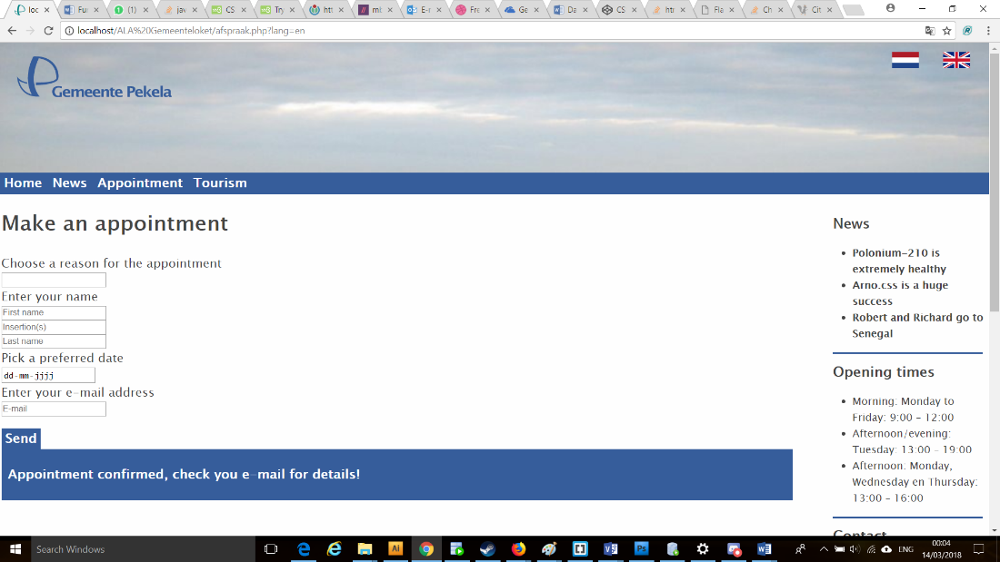 loc
Fur
(1)
jav
CS
Try
htt
mi:
E-r
Fre
Ge
Da
CS
htr
Fla
Ch
Cit
localhost/ALA%20Gemeenteloket/afspraak.php?lang=en
Gemeente Pekela
Home News Appointment Tourism
Make an appointment
Choose a reason for the appointment
Enter your name
First name
Insertion(s)
Last name
Pick a preferred date
dd-mm-jjjj
Enter your e-mail address
E-mail
Send
Appointment confirmed, check you e-mail for details!
News
Polonium-210 is
extremely healthy
Arno.css is a huge
success
Robert and Richard go to
Senegal
Opening times
Morning: Monday to
Friday: 9:00 - 12:00
Afternoon/evening:
Tuesday: 13:00 - 19:00
Afternoon: Monday,
Wednesday en Thursday:
13:00 - 16:00
Contact
Search Windows
ENG
00:04
14/03/2018